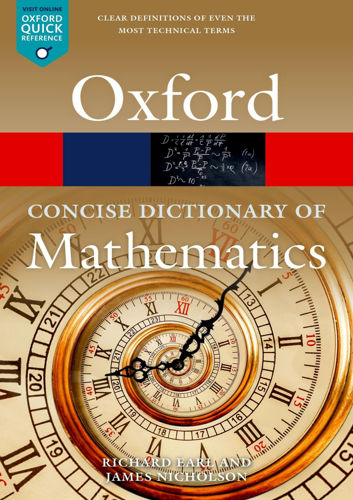 VISIT ONLINE
OXFORD
QUICK
REFERENCE
CLEAR DEFINITIONS OF EVEN THE
MOST TECHNICAL TERMS
Oxford
CONCISE DICTIONARY OF
Mathematics
RICHARD EARL AND
JAMES NICHOLSON